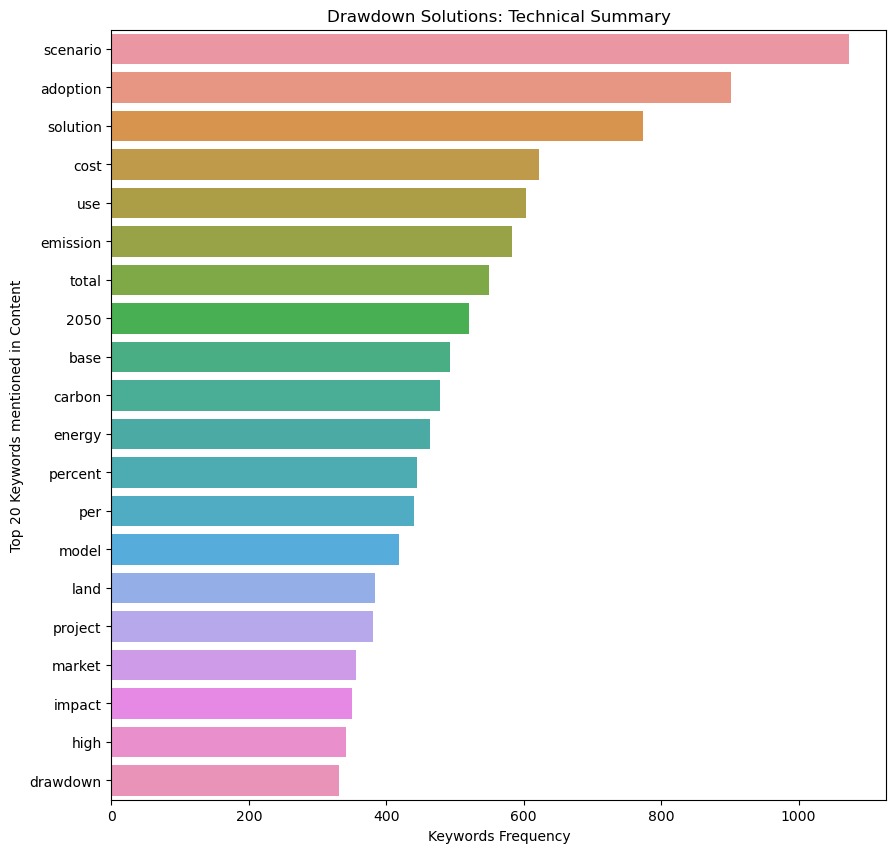 Drawdown Solutions: Technical Summary
Top 20 Keywords mentioned in Content
scenario
adoption
solution
cost
use
emission
total
2050
base
carbon
energy
percent
per
model
land
project
market
impact
high
drawdown
0 200 400 600 800 1000
Keywords Frequency